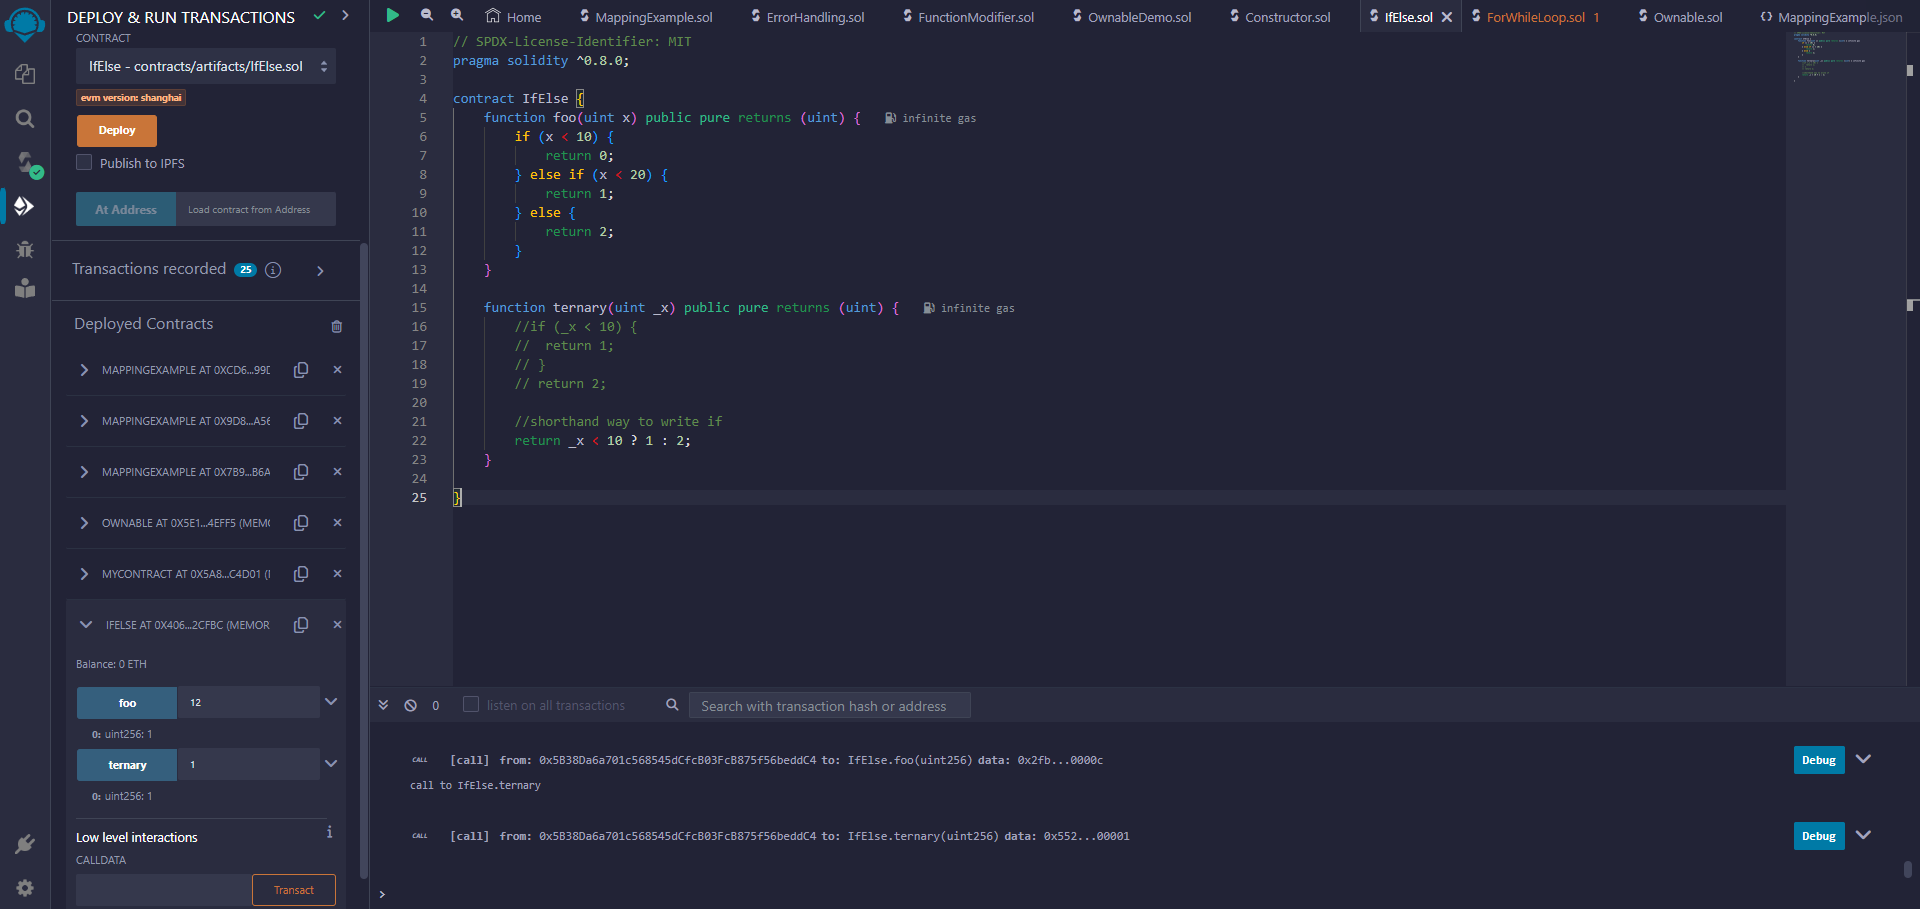 DEPLOY & RUN TRANSACTIONS
CONTRACT
IfElse - contracts/artifacts/IfElse.sol
evm version: shanghai
Deploy
Publish to IPFS
At Address
Load contract from Address
Transactions recorded 25
Deployed Contracts
MAPPINGEXAMPLE AT 0XCD6...99D
MAPPINGEXAMPLE AT 0X9D8...A56
MAPPINGEXAMPLE AT 0X7B9...B6A
OWNABLE AT 0X5E1...4EFF5 (MEM
MYCONTRACT AT 0X5A8...C4D01 (
IFELSE AT 0X406...2CFBC (MEMOR
Balance: 0 ETH
foo 12
0: uint256: 1
ternary 1
0: uint256: 1
Low level interactions
CALLDATA
Transact
Home MappingExample.sol ErrorHandling.sol FunctionModifier.sol OwnableDemo.sol Constructor.sol IfElse.sol ForWhileLoop.sol 1 Ownable.sol MappingExample.json
1 // SPDX-License-Identifier: MIT
2 pragma solidity ^0.8.0;
3
4 contract IfElse {
5 function foo(uint x) public pure returns (uint) { infinite gas
6 if (x < 10) {
7 return 0;
8 } else if (x < 20) {
9 return 1;
10 } else {
11 return 2;
12 }
13 }
14
15 function ternary(uint _x) public pure returns (uint) { infinite gas
16 //if (_x < 10) {
17 //  return 1;
18 // }
19 // return 2;
20
21 //shorthand way to write if
22 return _x < 10 ? 1 : 2;
23 }
24
25 }
0 listen on all transactions Search with transaction hash or address
CALL [call] from: 0x5B38Da6a701c568545dCfcB03FcB875f56beddC4 to: IfElse.foo(uint256) data: 0x2fb...0000c Debug
call to IfElse.ternary
CALL [call] from: 0x5B38Da6a701c568545dCfcB03FcB875f56beddC4 to: IfElse.ternary(uint256) data: 0x552...00001 Debug
>